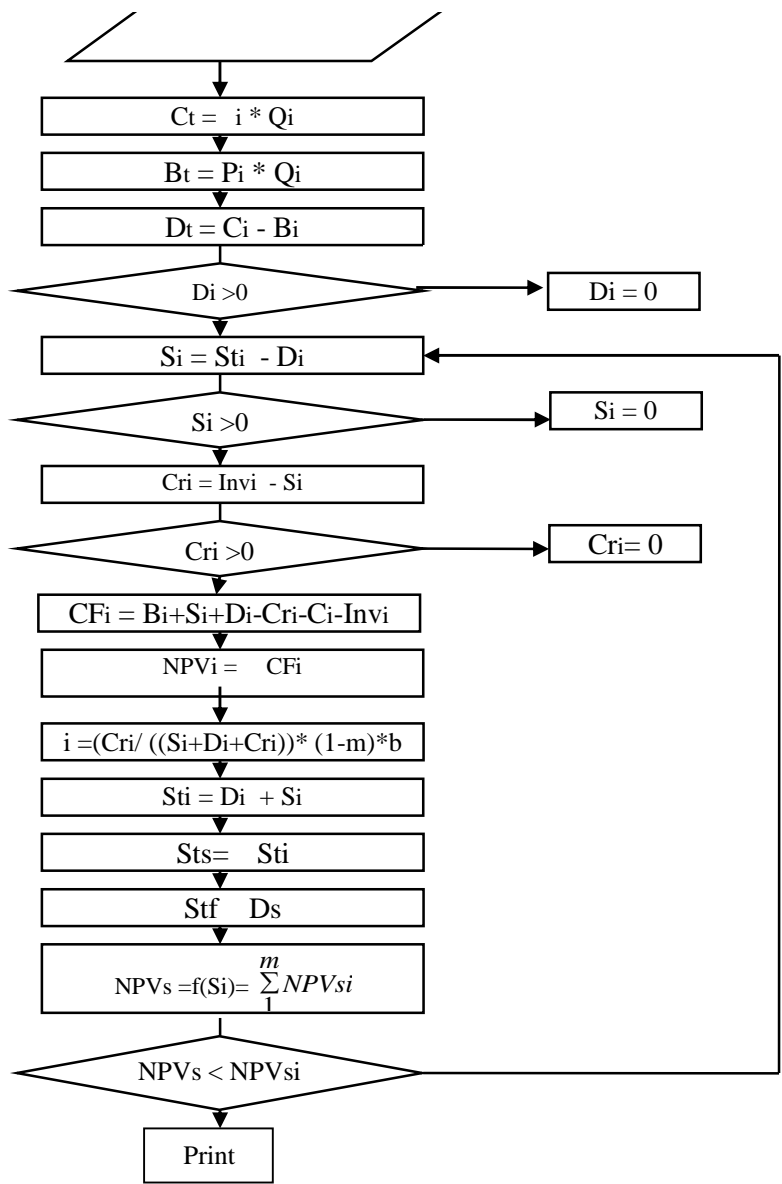 Ct = i * Qi
Bt = Pi * Qi
Dt = Ci - Bi
Di >0
Di = 0
Si = Sti - Di
Si >0
Si = 0
Cri = Invi - Si
Cri >0
Cri= 0
CFi = Bi+Si+Di-Cri-Ci-Invi
NPVi = CFi
i =(Cri/ ((Si+Di+Cri))* (1-m)*b
Sti = Di + Si
Sts= Sti
Stf Ds
NPVs =f(Si)= m∑1 NPVsi
NPVs < NPVsi
Print